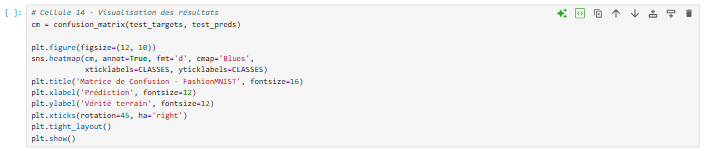 [ ]: # Cellule 14 - Visualisation des résultats
cm = confusion_matrix(test_targets, test_preds)
plt.figure(figsize=(12, 10))
sns.heatmap(cm, annot=True, fmt='d', cmap='Blues',
xticklabels=CLASSES, yticklabels=CLASSES)
plt.title('Matrice de Confusion - FashionMNIST', fontsize=16)
plt.xlabel('Prédiction', fontsize=12)
plt.ylabel('Vérité terrain', fontsize=12)
plt.xticks(rotation=45, ha='right')
plt.tight_layout()
plt.show()